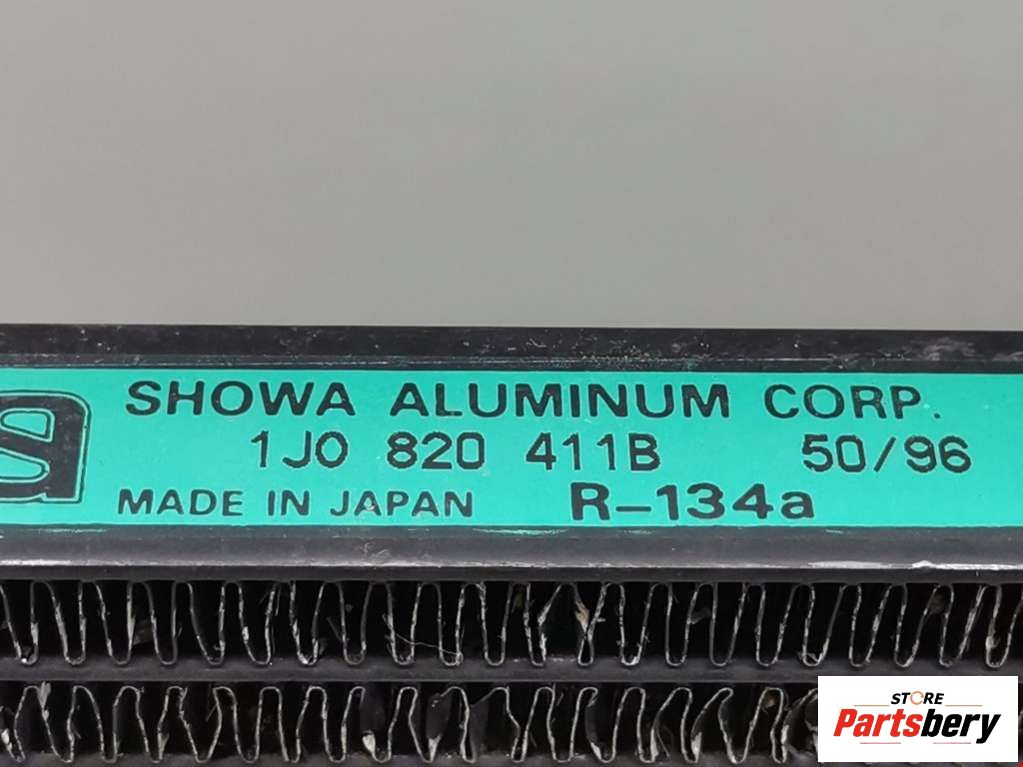 SHOWA ALUMINUM CORP.
1J0 820 411B 50/96
MADE IN JAPAN R-134a
STORE
Partsbery